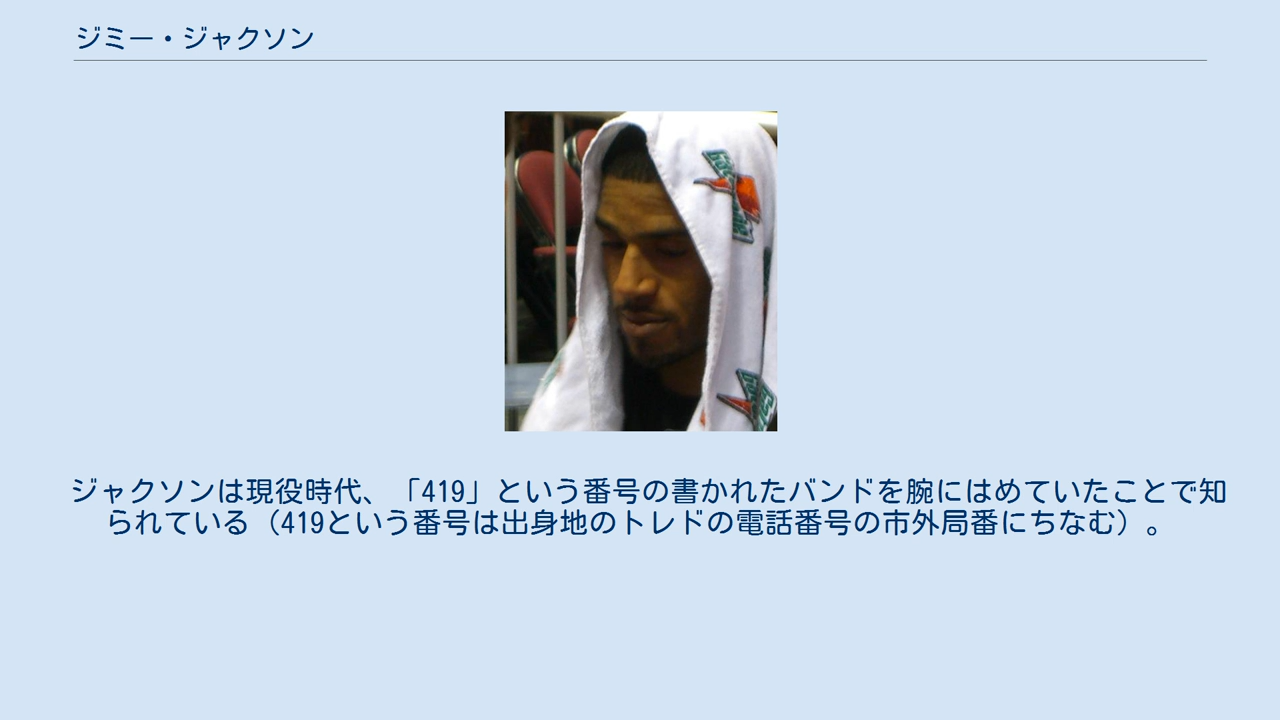 ジミー・ジャクソン
ジャクソンは現役時代、「419」という番号の書かれたバンドを腕にはめていたことで知
られている（419という番号は出身地のトレドの電話番号の市外局番にちなむ）。